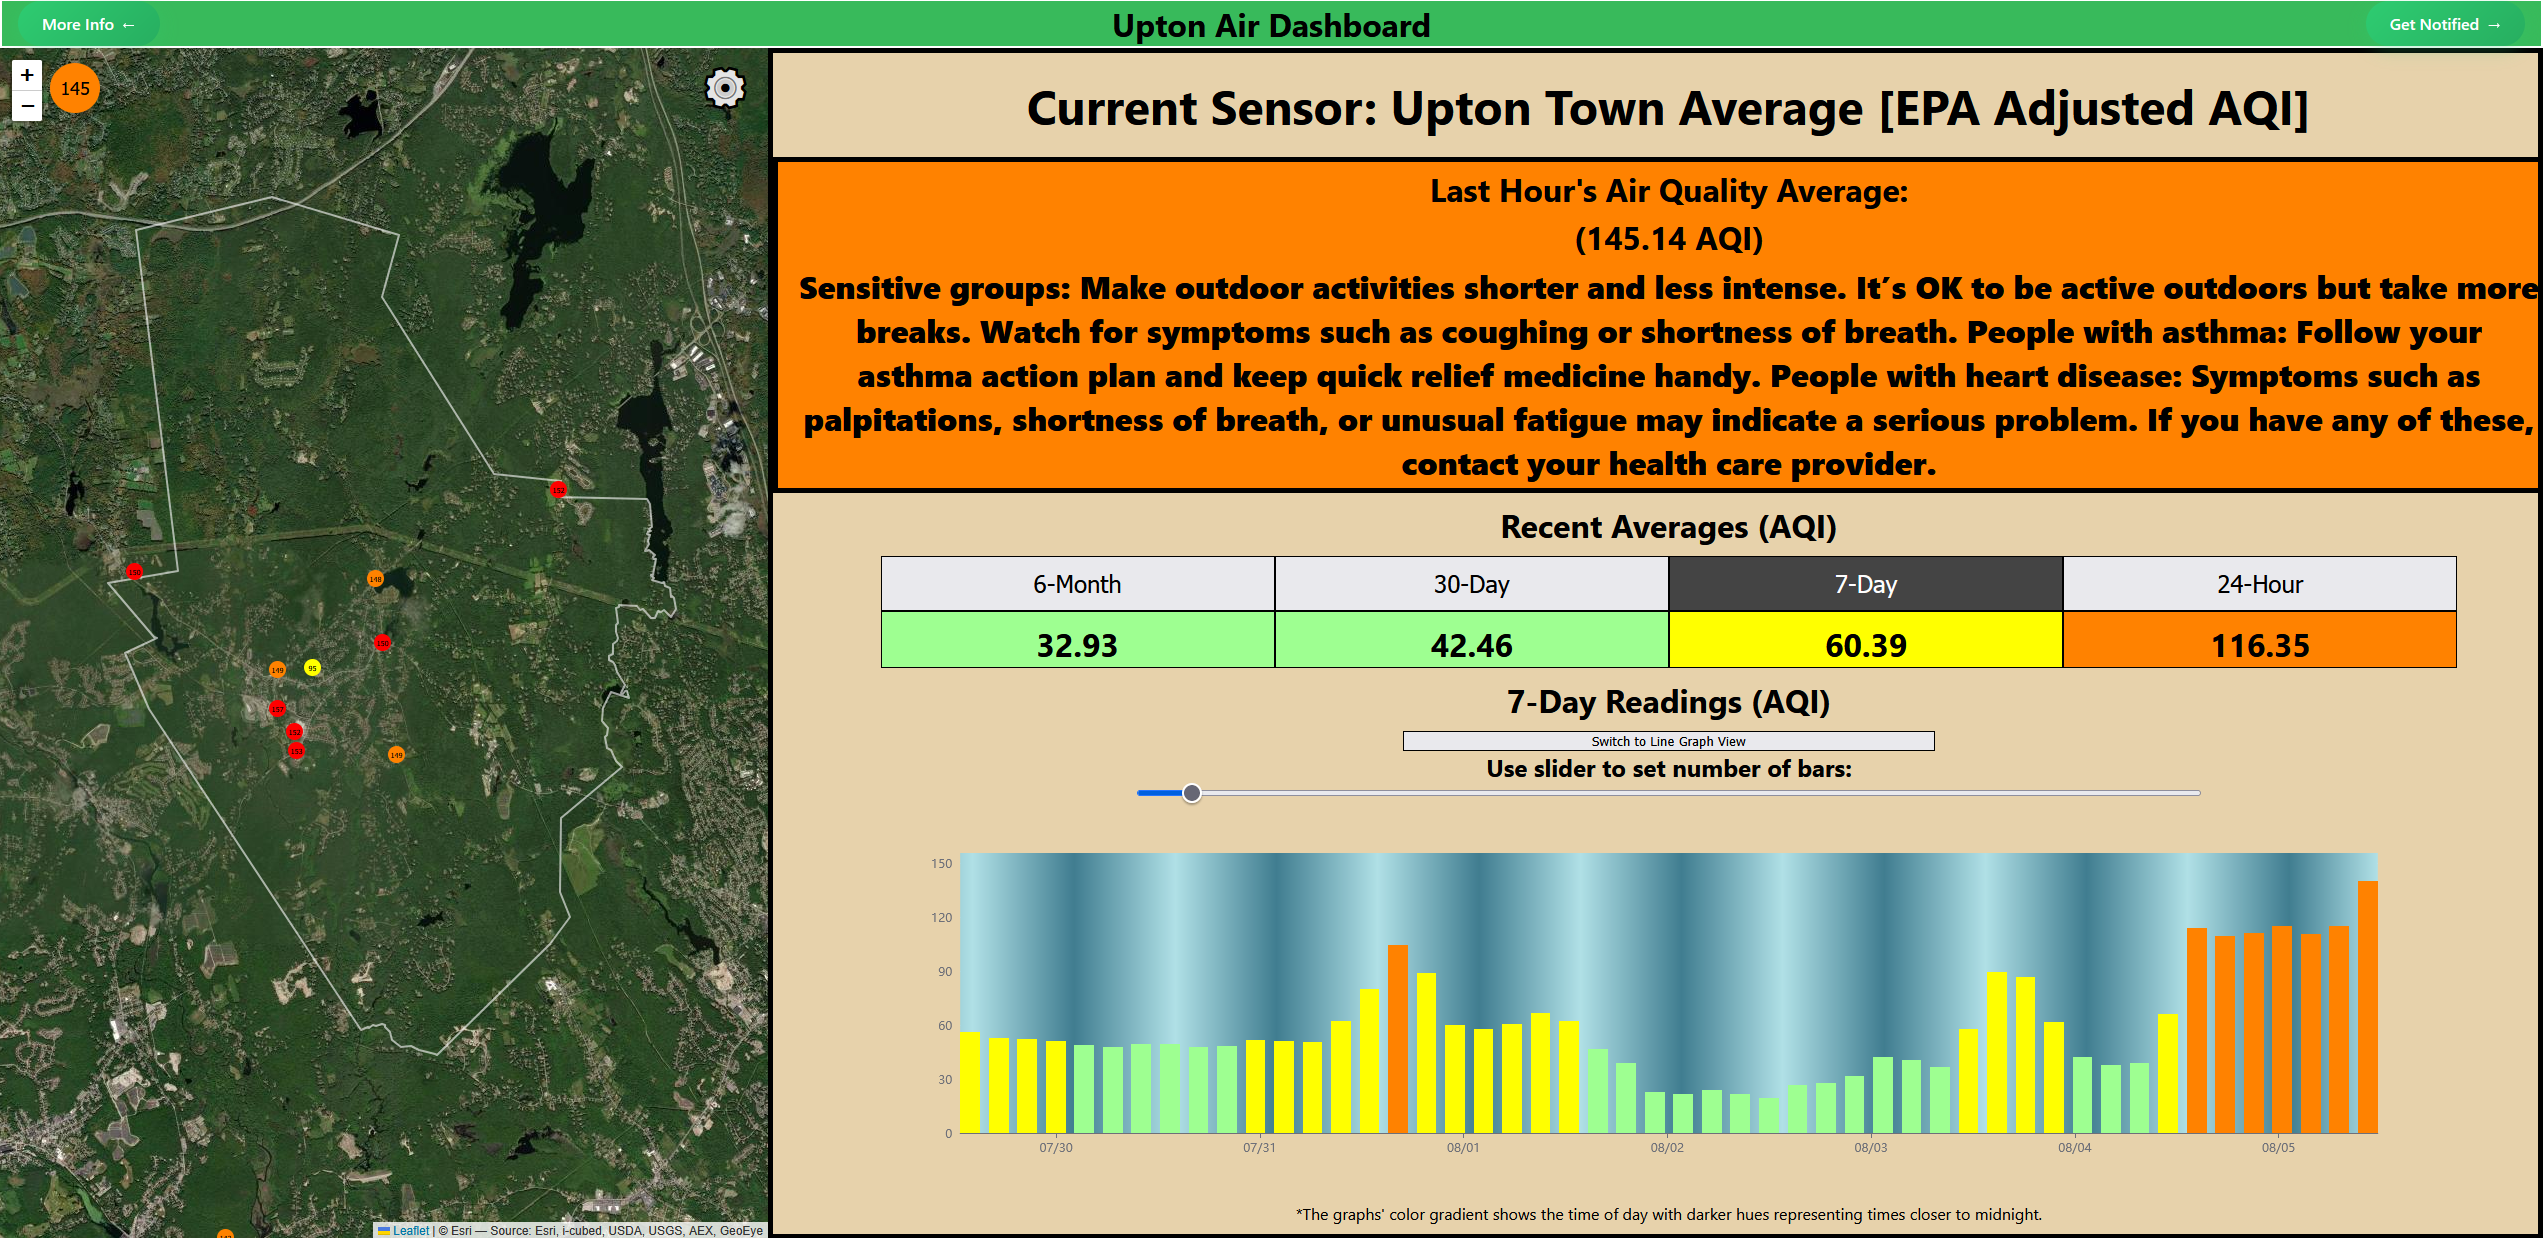 More Info ←
Upton Air Dashboard
Get Notified →
+
−
145
Current Sensor: Upton Town Average [EPA Adjusted AQI]
Last Hour's Air Quality Average:
(145.14 AQI)
Sensitive groups: Make outdoor activities shorter and less intense. It’s OK to be active outdoors but take more
breaks. Watch for symptoms such as coughing or shortness of breath. People with asthma: Follow your
asthma action plan and keep quick relief medicine handy. People with heart disease: Symptoms such as
palpitations, shortness of breath, or unusual fatigue may indicate a serious problem. If you have any of these,
contact your health care provider.
148
149
95
152
149
Recent Averages (AQI)
6-Month 30-Day 7-Day 24-Hour
32.93 42.46 60.39 116.35
7-Day Readings (AQI)
Switch to Line Graph View
Use slider to set number of bars:
150
120
90
60
30
0
07/30 07/31 08/01 08/02 08/03 08/04 08/05
*The graphs' color gradient shows the time of day with darker hues representing times closer to midnight.
Leaflet | © Esri — Source: Esri, i-cubed, USDA, USGS, AEX, GeoEye